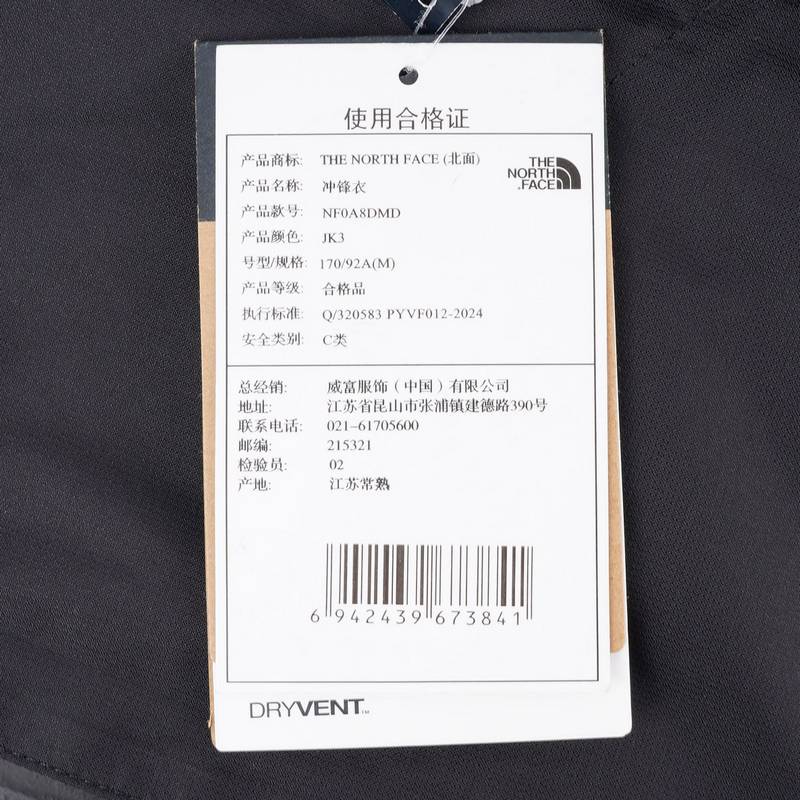 使用合格证
产品商标: THE NORTH FACE (北面)
THE NORTH FACE
产品名称: 冲锋衣
产品款号: NF0A8DMD
产品颜色: JK3
号型/规格: 170/92A(M)
产品等级: 合格品
执行标准: Q/320583 PYVF012-2024
安全类别: C类
总经销: 威富服饰（中国）有限公司
地址: 江苏省昆山市张浦镇建德路390号
联系电话: 021-61705600
邮编: 215321
检验员: 02
产地: 江苏常熟
6 942439 673841
DRYVENT™